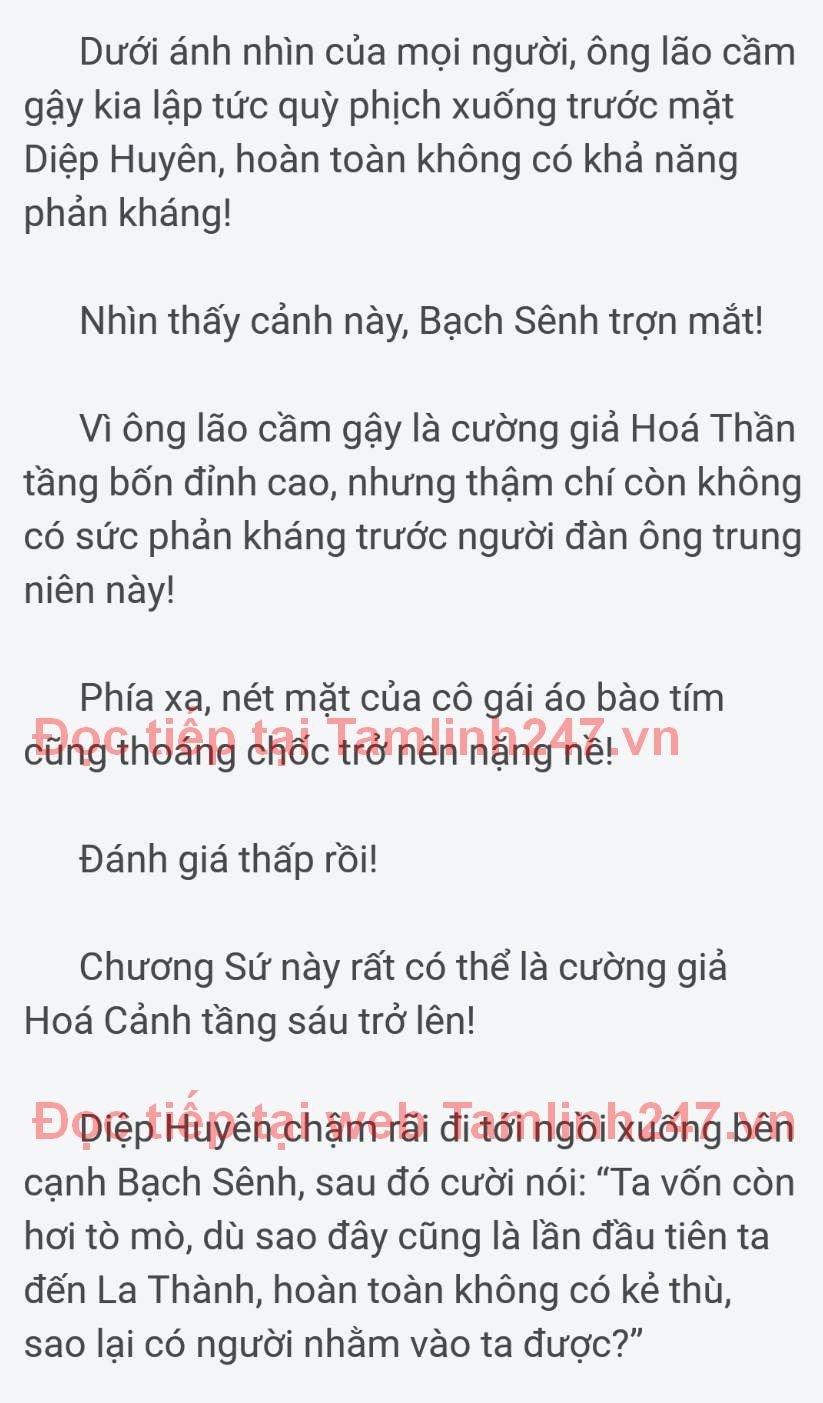 Dưới ánh nhìn của mọi người, ông lão cầm
gậy kia lập tức quỳ phịch xuống trước mặt
Diệp Huyên, hoàn toàn không có khả năng
phản kháng!
Nhìn thấy cảnh này, Bạch Sênh trợn mắt!
Vì ông lão cầm gậy là cường giả Hoá Thần
tầng bốn đỉnh cao, nhưng thậm chí còn không
có sức phản kháng trước người đàn ông trung
niên này!
Phía xa, nét mặt của cô gái áo bào tím
Đọc tiếp tại Tamlinh247.vn
cũng thoáng chốc trở nên nặng nề!
Đánh giá thấp rồi!
Chương Sứ này rất có thể là cường giả
Hoá Cảnh tầng sáu trở lên!
Đọc tiếp tại web Tamlinh247.vn
Diệp Huyên chậm rãi đi tới ngồi xuống bên
cạnh Bạch Sênh, sau đó cười nói: “Ta vốn còn
hơi tò mò, dù sao đây cũng là lần đầu tiên ta
đến La Thành, hoàn toàn không có kẻ thù,
sao lại có người nhằm vào ta được?”